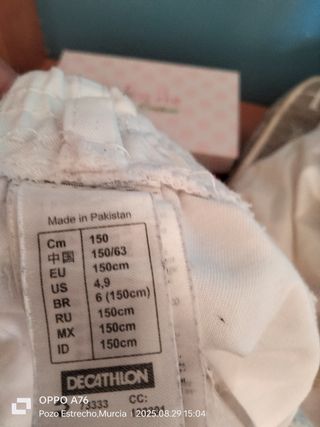 Made in Pakistan
Cm 150
中国 150/63
EU 150cm
US 4,9
BR 6 (150cm)
RU 150cm
MX 150cm
ID 150cm
DECATHLON
CC:
OPPO A76
Pozo Estrecho,Murcia 2025.08.29 15:04